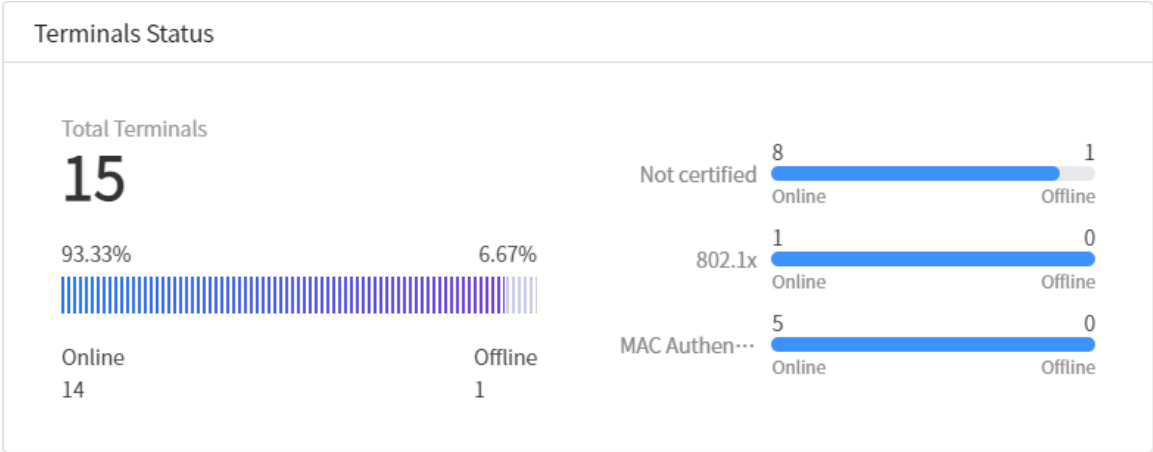 Terminals Status
Total Terminals
15
93.33% 6.67%
Online Offline
14 1
8 1
Not certified
Online Offline
1 0
802.1x
Online Offline
5 0
MAC Authen···
Online Offline